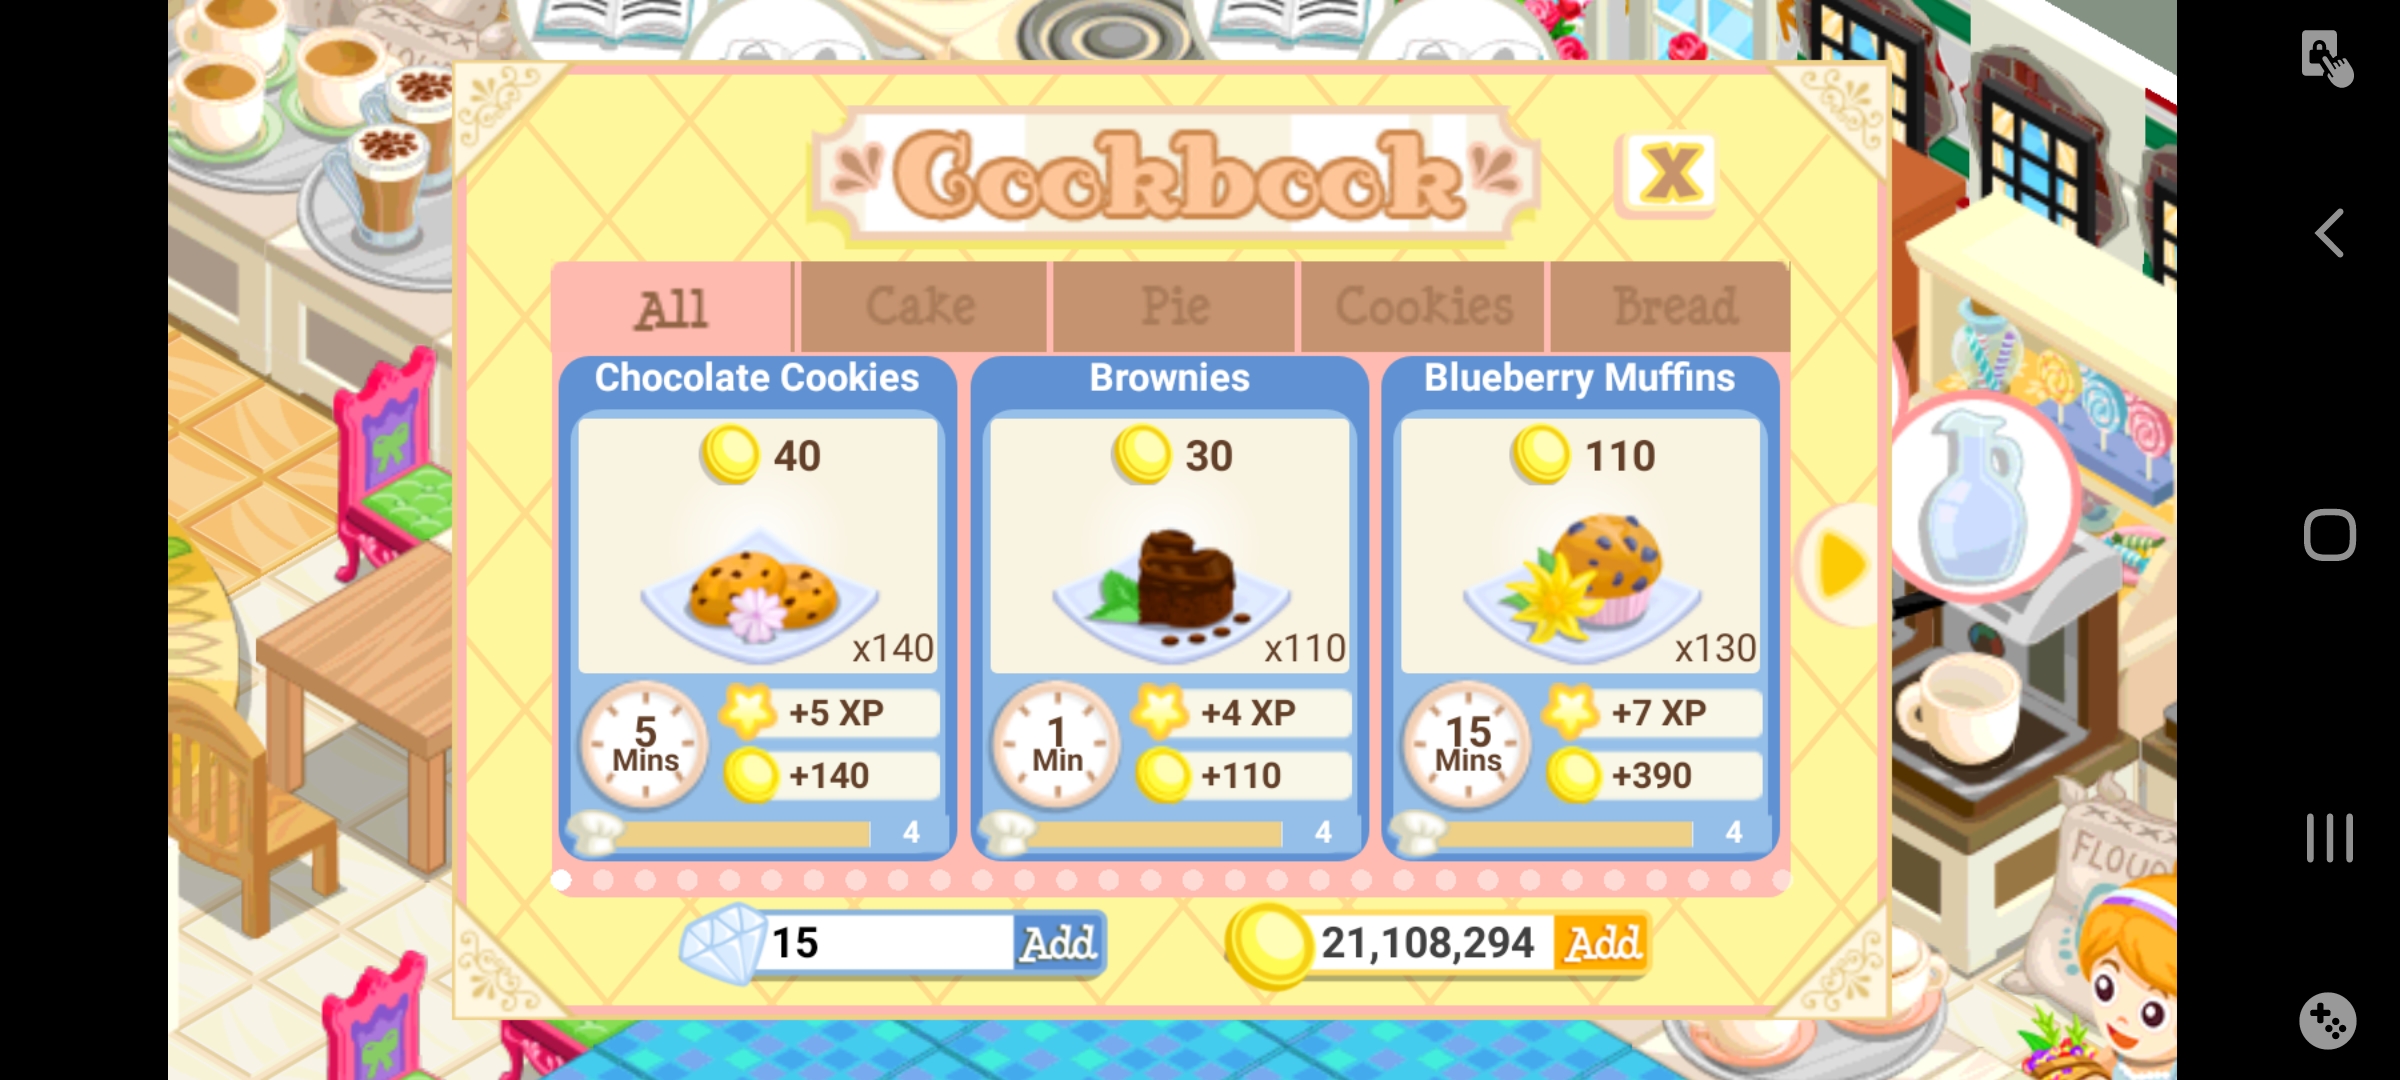 Cookbook
X
All
Cake
Pie
Cookies
Bread
Chocolate Cookies
40
x140
5
Mins
+5 XP
+140
4
Brownies
30
x110
1
Min
+4 XP
+110
4
Blueberry Muffins
110
x130
15
Mins
+7 XP
+390
4
15
Add
21,108,294
Add
XXXX
FLOUR